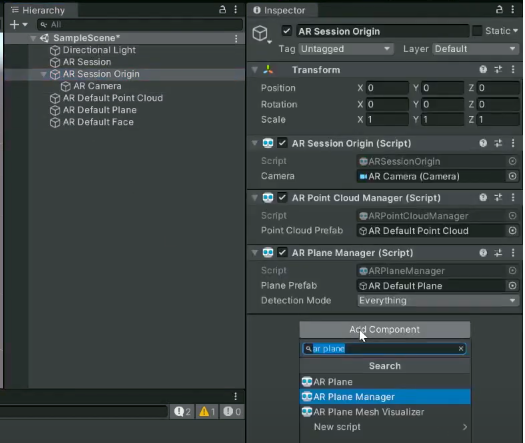 Hierarchy
All
SampleScene*
Directional Light
AR Session
AR Session Origin
AR Camera
AR Default Point Cloud
AR Default Plane
AR Default Face
2
1
0
Inspector
AR Session Origin
Static
Tag Untagged Layer Default
Transform
Position X 0 Y 0 Z 0
Rotation X 0 Y 0 Z 0
Scale X 1 Y 1 Z 1
AR Session Origin (Script)
Script ARSessionOrigin
Camera AR Camera (Camera)
AR Point Cloud Manager (Script)
Script ARPointCloudManager
Point Cloud Prefab AR Default Point Cloud
AR Plane Manager (Script)
Script ARPlaneManager
Plane Prefab AR Default Plane
Detection Mode Everything
Add Component
ar plane
Search
AR Plane
AR Plane Manager
AR Plane Mesh Visualizer
New script